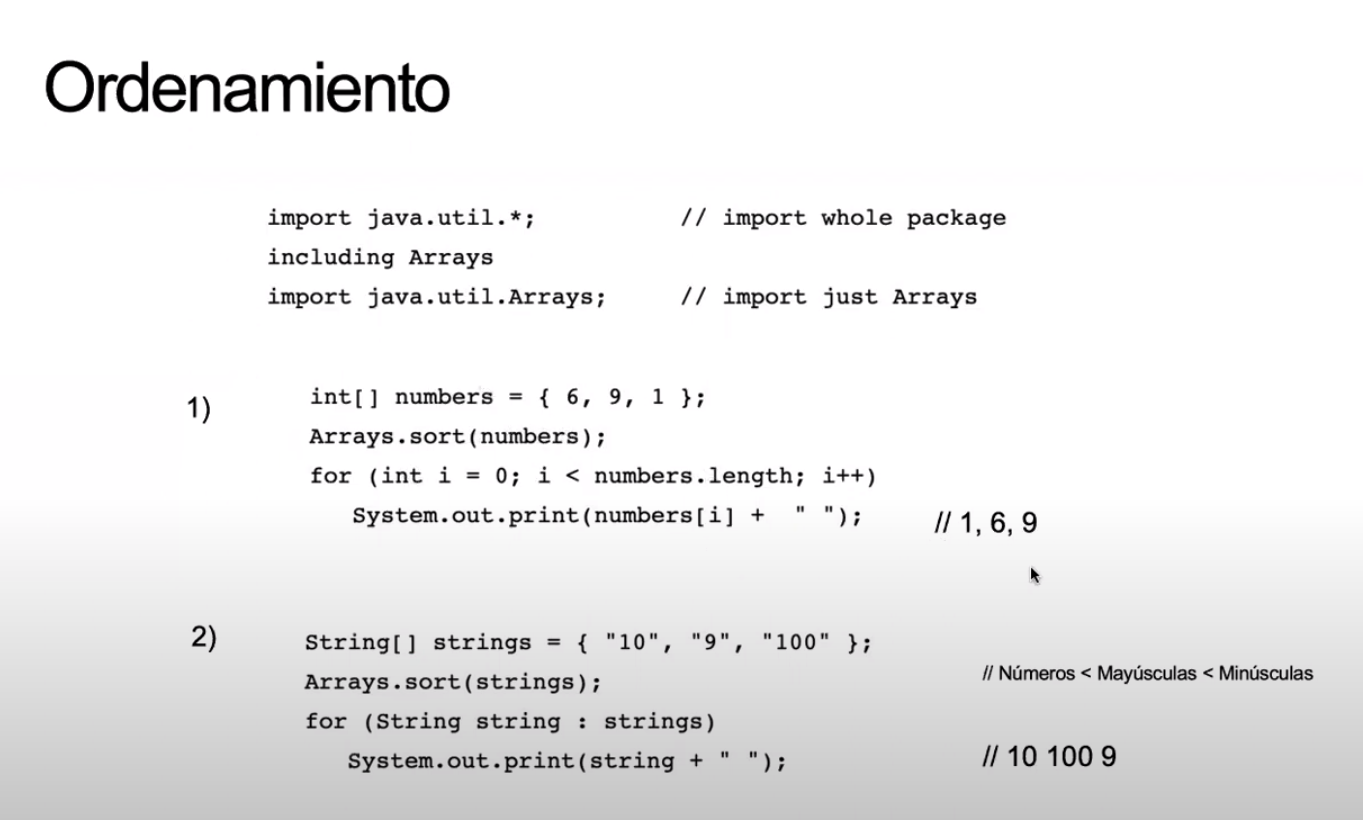 Ordenamiento
import java.util.*; // import whole package
including Arrays
import java.util.Arrays; // import just Arrays
1) int[] numbers = { 6, 9, 1 };
Arrays.sort(numbers);
for (int i = 0; i < numbers.length; i++)
System.out.print(numbers[i] + " "); // 1, 6, 9
2) String[] strings = { "10", "9", "100" };
// Números < Mayúsculas < Minúsculas
Arrays.sort(strings);
for (String string : strings)
System.out.print(string + " "); // 10 100 9